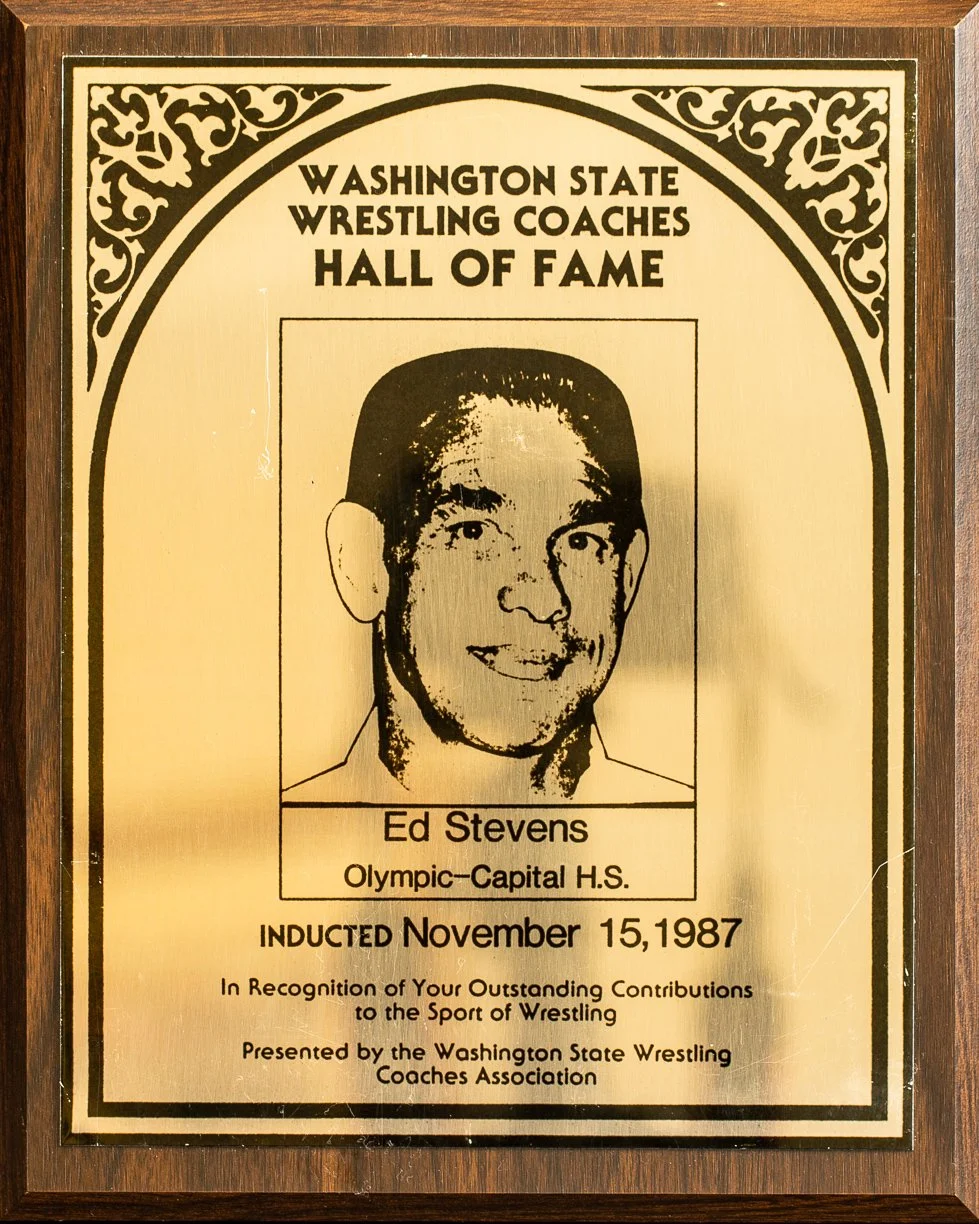 WASHINGTON STATE
WRESTLING COACHES
HALL OF FAME
Ed Stevens
Olympic-Capital H.S.
INDUCTED November 15, 1987
In Recognition of Your Outstanding Contributions
to the Sport of Wrestling
Presented by the Washington State Wrestling
Coaches Association